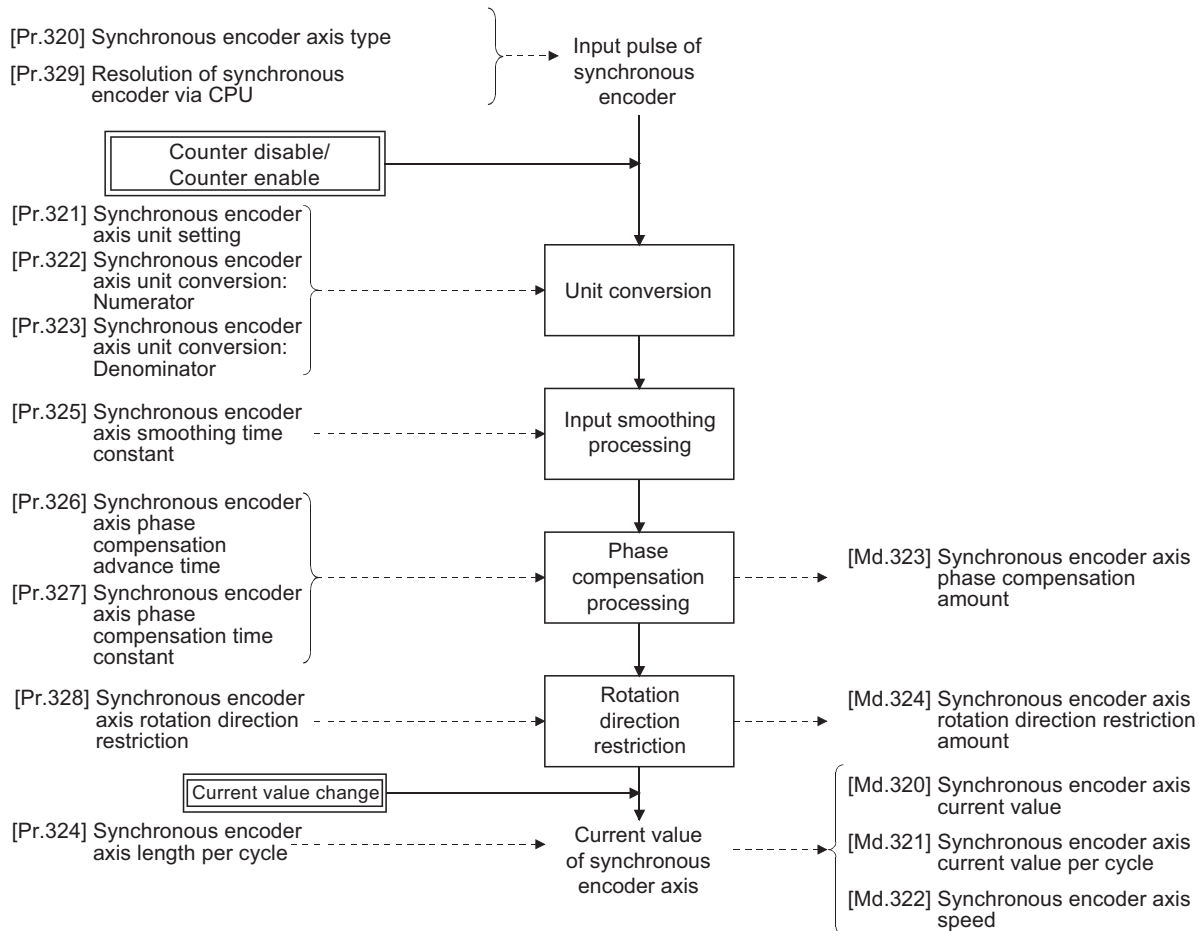 [Pr.320] Synchronous encoder axis type
[Pr.329] Resolution of synchronous
encoder via CPU
Input pulse of
synchronous
encoder
Counter disable/
Counter enable
[Pr.321] Synchronous encoder
axis unit setting
[Pr.322] Synchronous encoder
axis unit conversion:
Numerator
[Pr.323] Synchronous encoder
axis unit conversion:
Denominator
Unit conversion
[Pr.325] Synchronous encoder
axis smoothing time
constant
Input smoothing
processing
[Pr.326] Synchronous encoder
axis phase
compensation
advance time
[Pr.327] Synchronous encoder
axis phase
compensation time
constant
Phase
compensation
processing
[Md.323] Synchronous encoder axis
phase compensation
amount
[Pr.328] Synchronous encoder
axis rotation direction
restriction
Rotation
direction
restriction
[Md.324] Synchronous encoder axis
rotation direction restriction
amount
Current value change
[Pr.324] Synchronous encoder
axis length per cycle
Current value
of synchronous
encoder axis
[Md.320] Synchronous encoder axis
current value
[Md.321] Synchronous encoder axis
current value per cycle
[Md.322] Synchronous encoder axis
speed